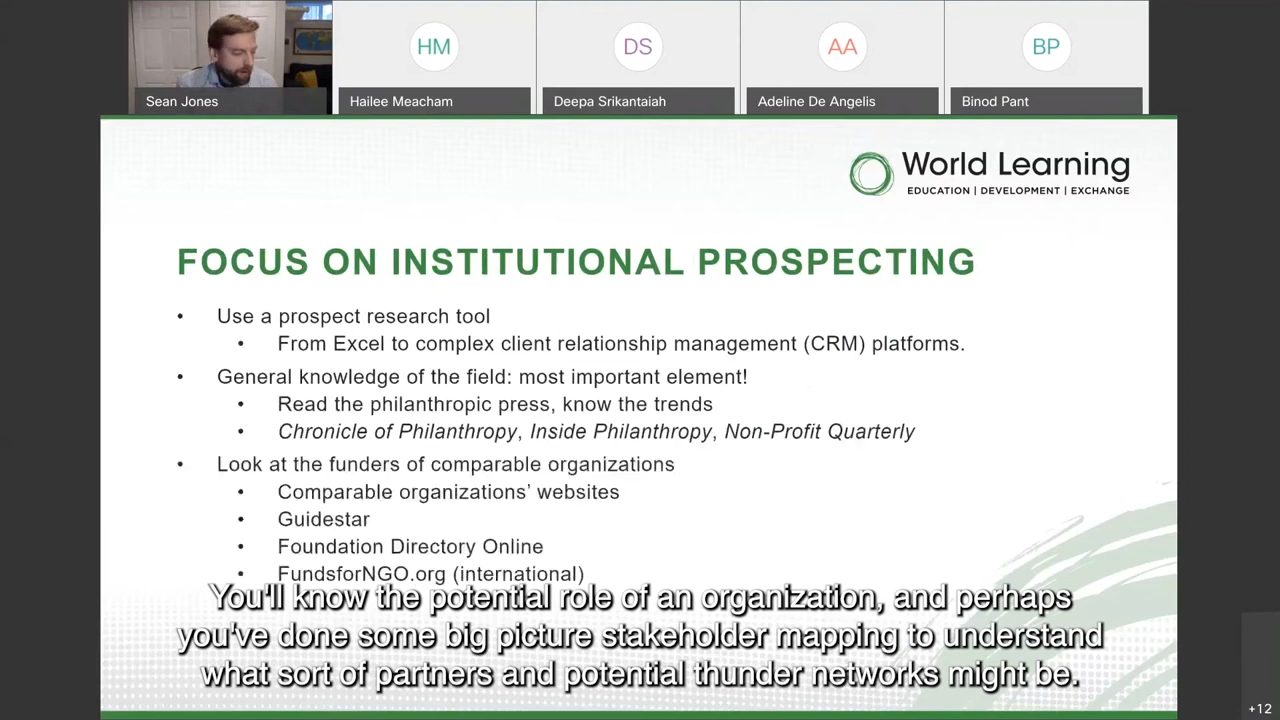 HM
DS
AA
BP
Sean Jones
Hailee Meacham
Deepa Srikantaiah
Adeline De Angelis
Binod Pant
World Learning
EDUCATION | DEVELOPMENT | EXCHANGE
FOCUS ON INSTITUTIONAL PROSPECTING
• Use a prospect research tool
• From Excel to complex client relationship management (CRM) platforms.
• General knowledge of the field: most important element!
• Read the philanthropic press, know the trends
• Chronicle of Philanthropy, Inside Philanthropy, Non-Profit Quarterly
• Look at the funders of comparable organizations
• Comparable organizations' websites
• Guidestar
• Foundation Directory Online
• FundsforNGO.org (international)
You'll know the potential role of an organization, and perhaps
you've done some big picture stakeholder mapping to understand
what sort of partners and potential thunder networks might be.
+12